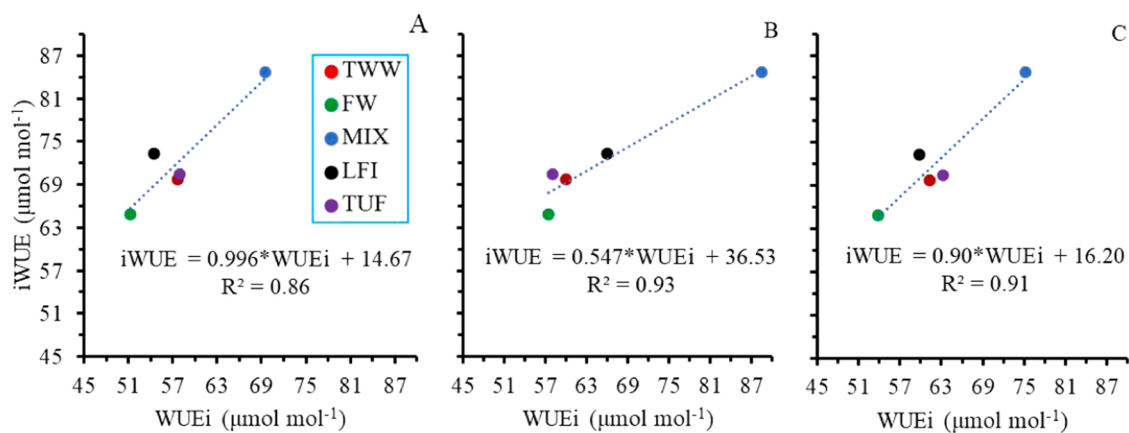 A
B
C
TWW
FW
MIX
LFI
TUF
iWUE (μmol mol⁻¹)
87
81
75
69
63
57
51
45
iWUE = 0.996*WUEi + 14.67
R² = 0.86
iWUE = 0.547*WUEi + 36.53
R² = 0.93
iWUE = 0.90*WUEi + 16.20
R² = 0.91
45 51 57 63 69 75 81 87
45 51 57 63 69 75 81 87
45 51 57 63 69 75 81 87
WUEi (μmol mol⁻¹)
WUEi (μmol mol⁻¹)
WUEi (μmol mol⁻¹)